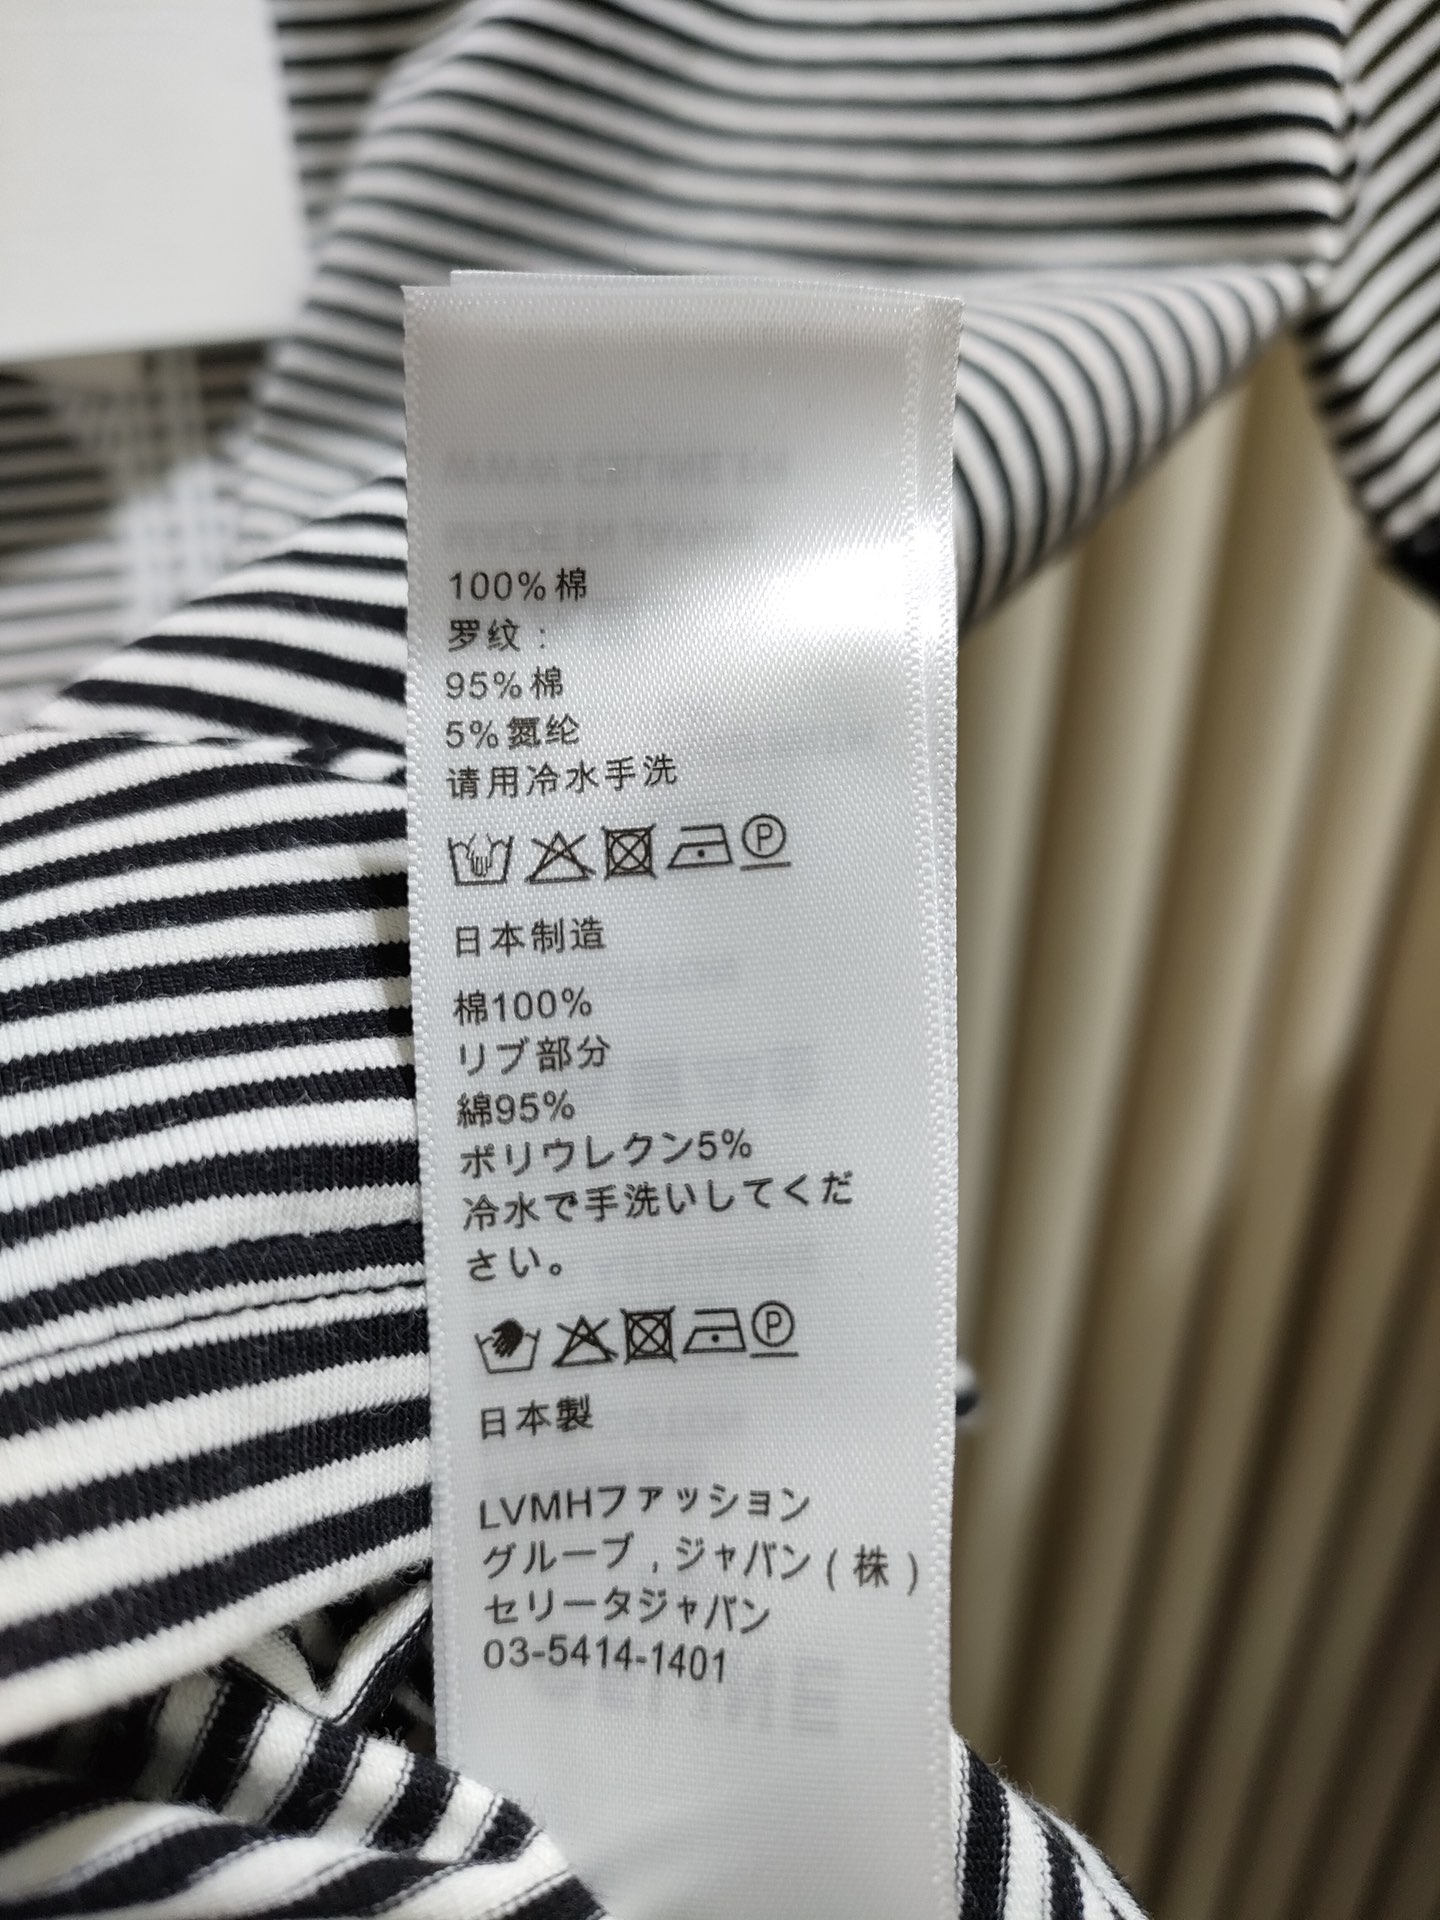 100%棉
罗纹：
95%棉
5%氮纶
请用冷水手洗
P
日本制造
棉100%
リブ部分
綿95%
ポリウレクン5%
冷水で手洗いしてくだ
さい。
P
日本製
LVMHファッション
グループ,ジャパン(株)
セリータジャパン
03-5414-1401